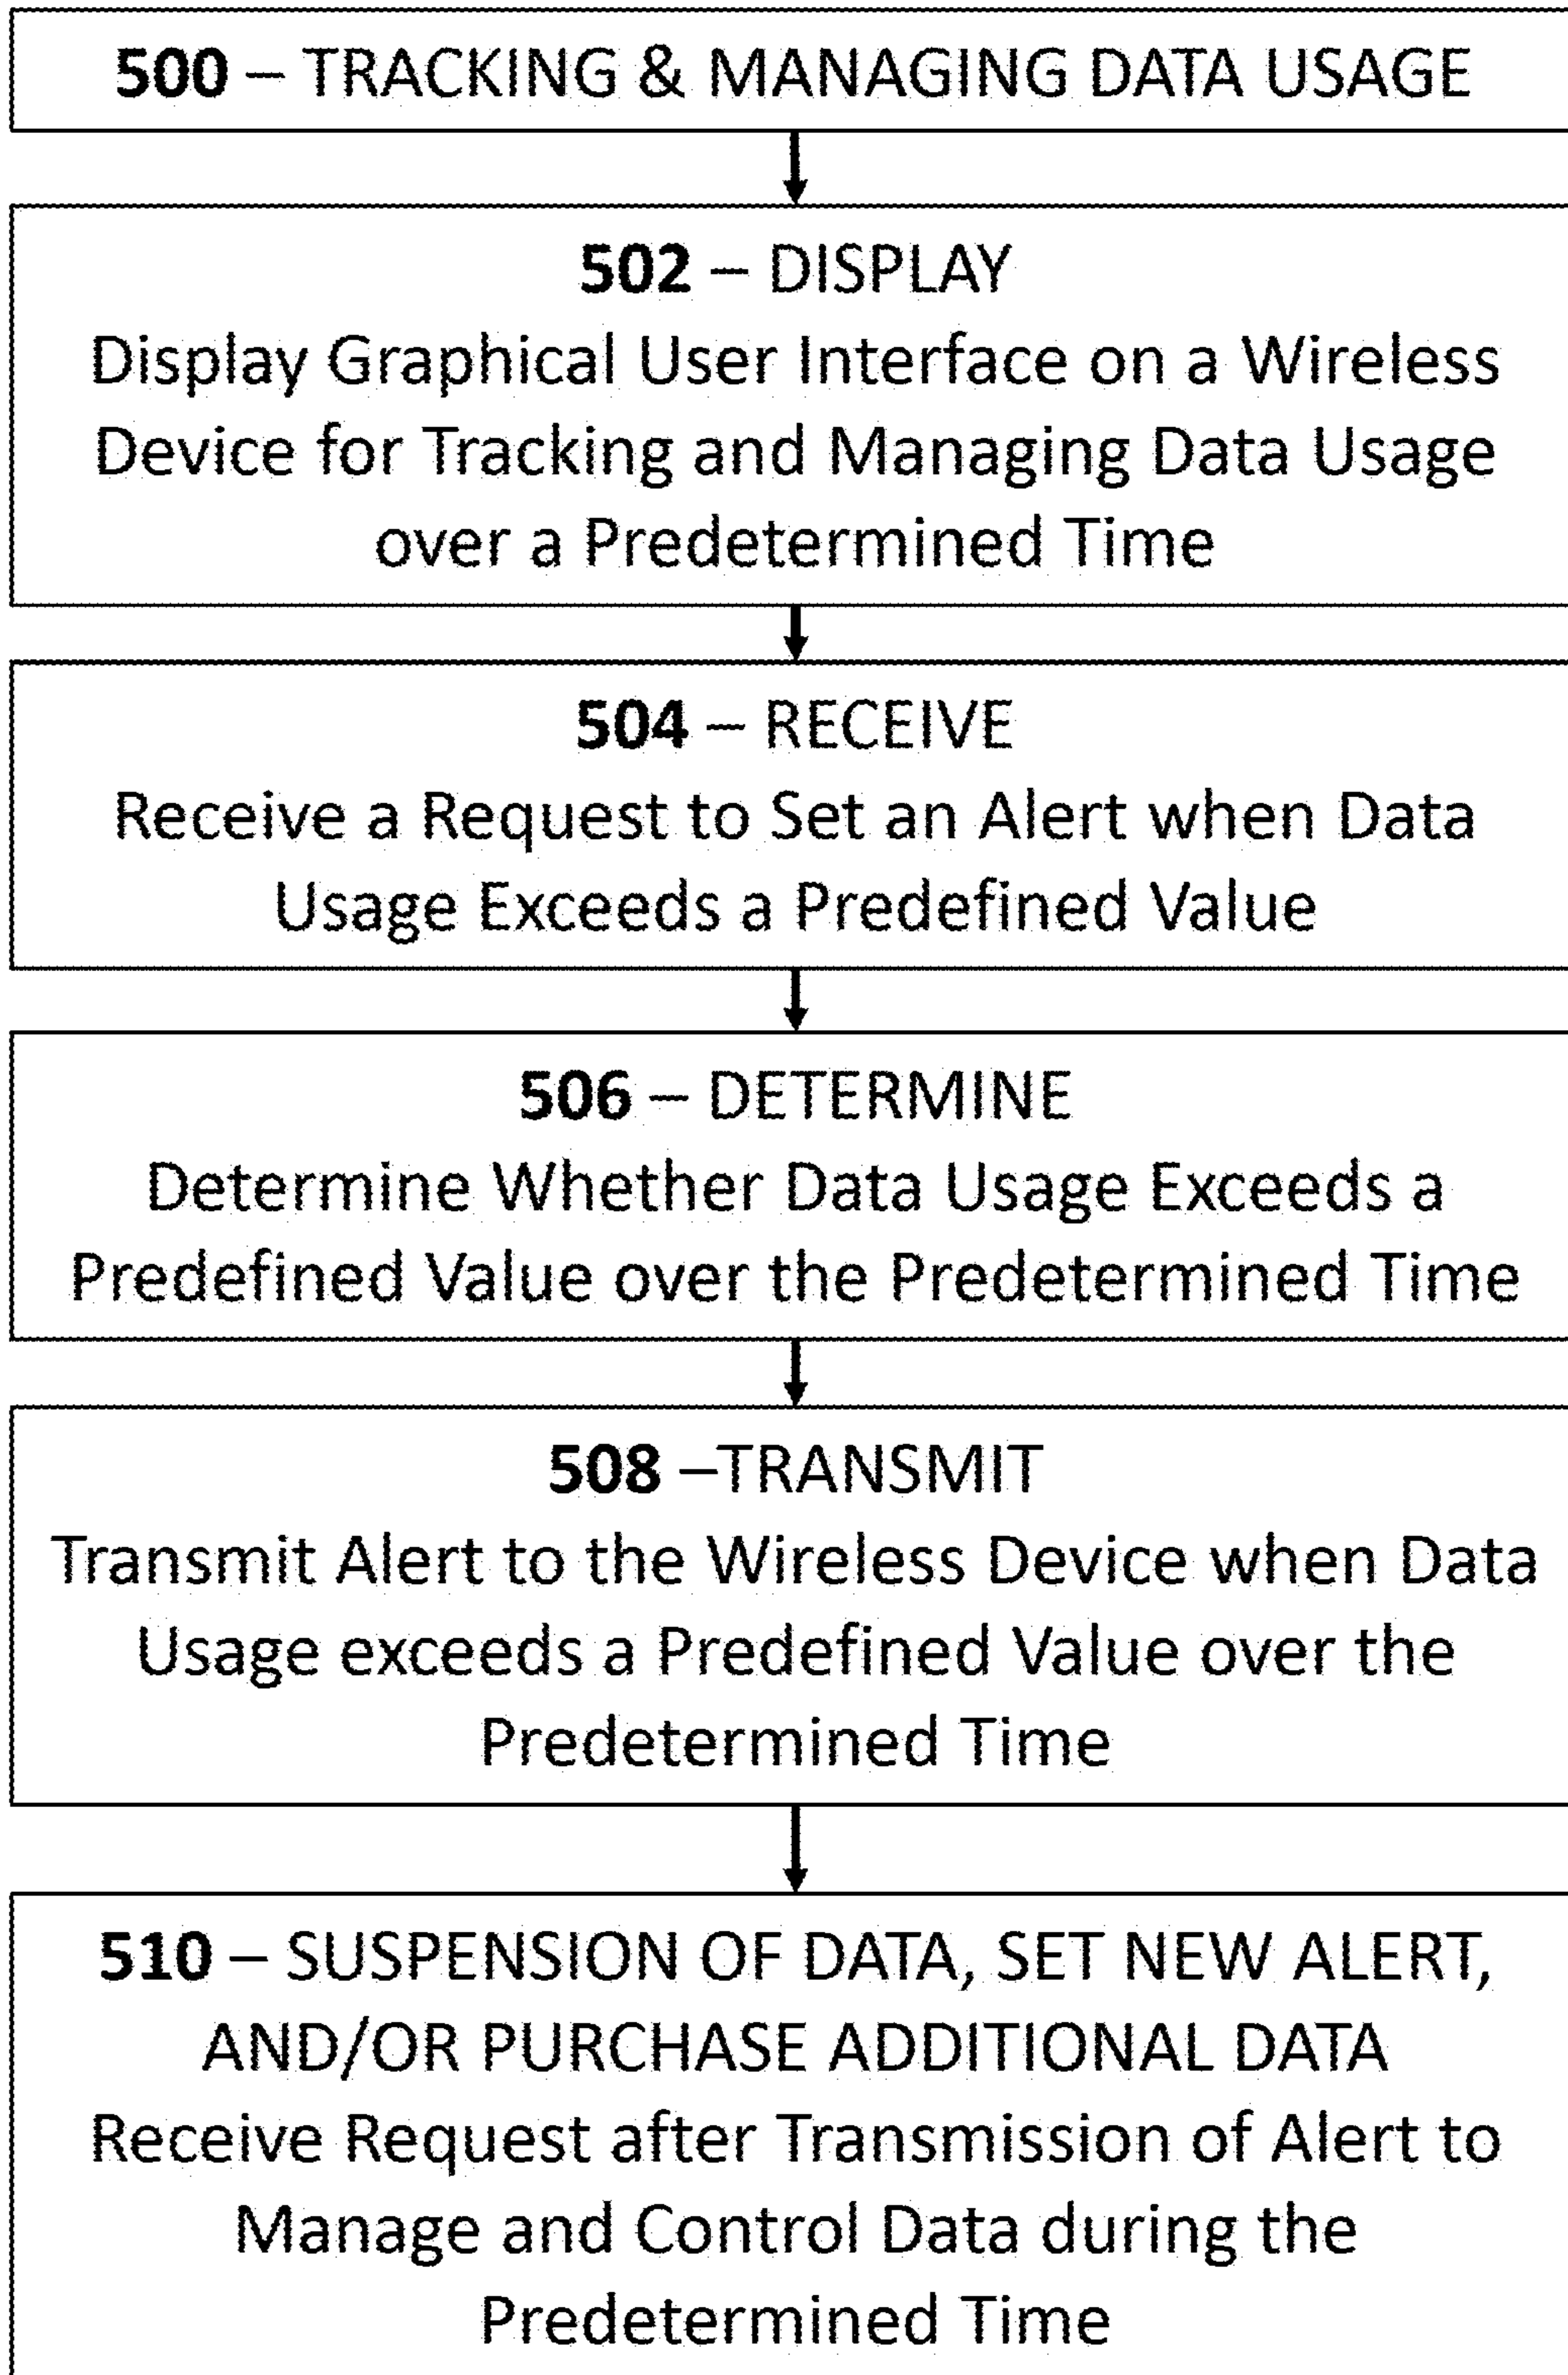 500 – TRACKING & MANAGING DATA USAGE
502 – DISPLAY
Display Graphical User Interface on a Wireless
Device for Tracking and Managing Data Usage
over a Predetermined Time
504 – RECEIVE
Receive a Request to Set an Alert when Data
Usage Exceeds a Predefined Value
506 – DETERMINE
Determine Whether Data Usage Exceeds a
Predefined Value over the Predetermined Time
508 –TRANSMIT
Transmit Alert to the Wireless Device when Data
Usage exceeds a Predefined Value over the
Predetermined Time
510 – SUSPENSION OF DATA, SET NEW ALERT,
AND/OR PURCHASE ADDITIONAL DATA
Receive Request after Transmission of Alert to
Manage and Control Data during the
Predetermined Time